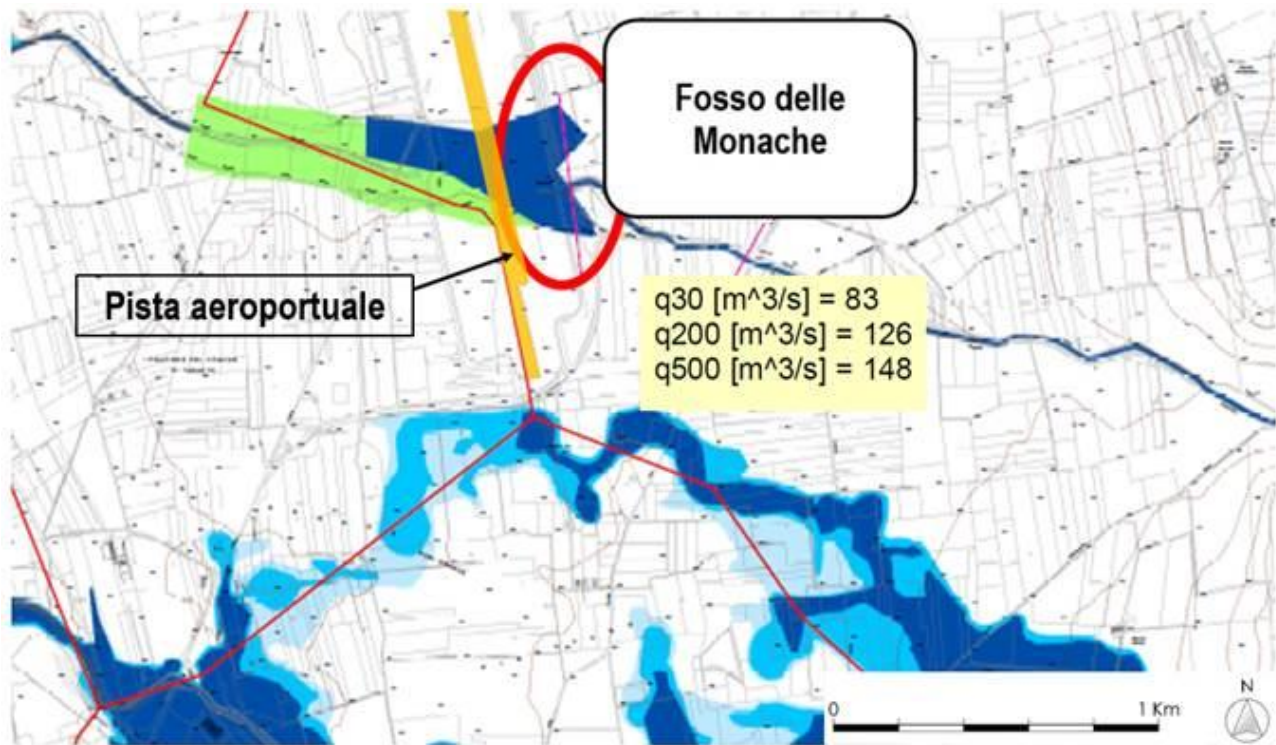 Fosso delle
Monache
Pista aeroportuale
q30 [m^3/s] = 83
q200 [m^3/s] = 126
q500 [m^3/s] = 148
N
0
1 Km